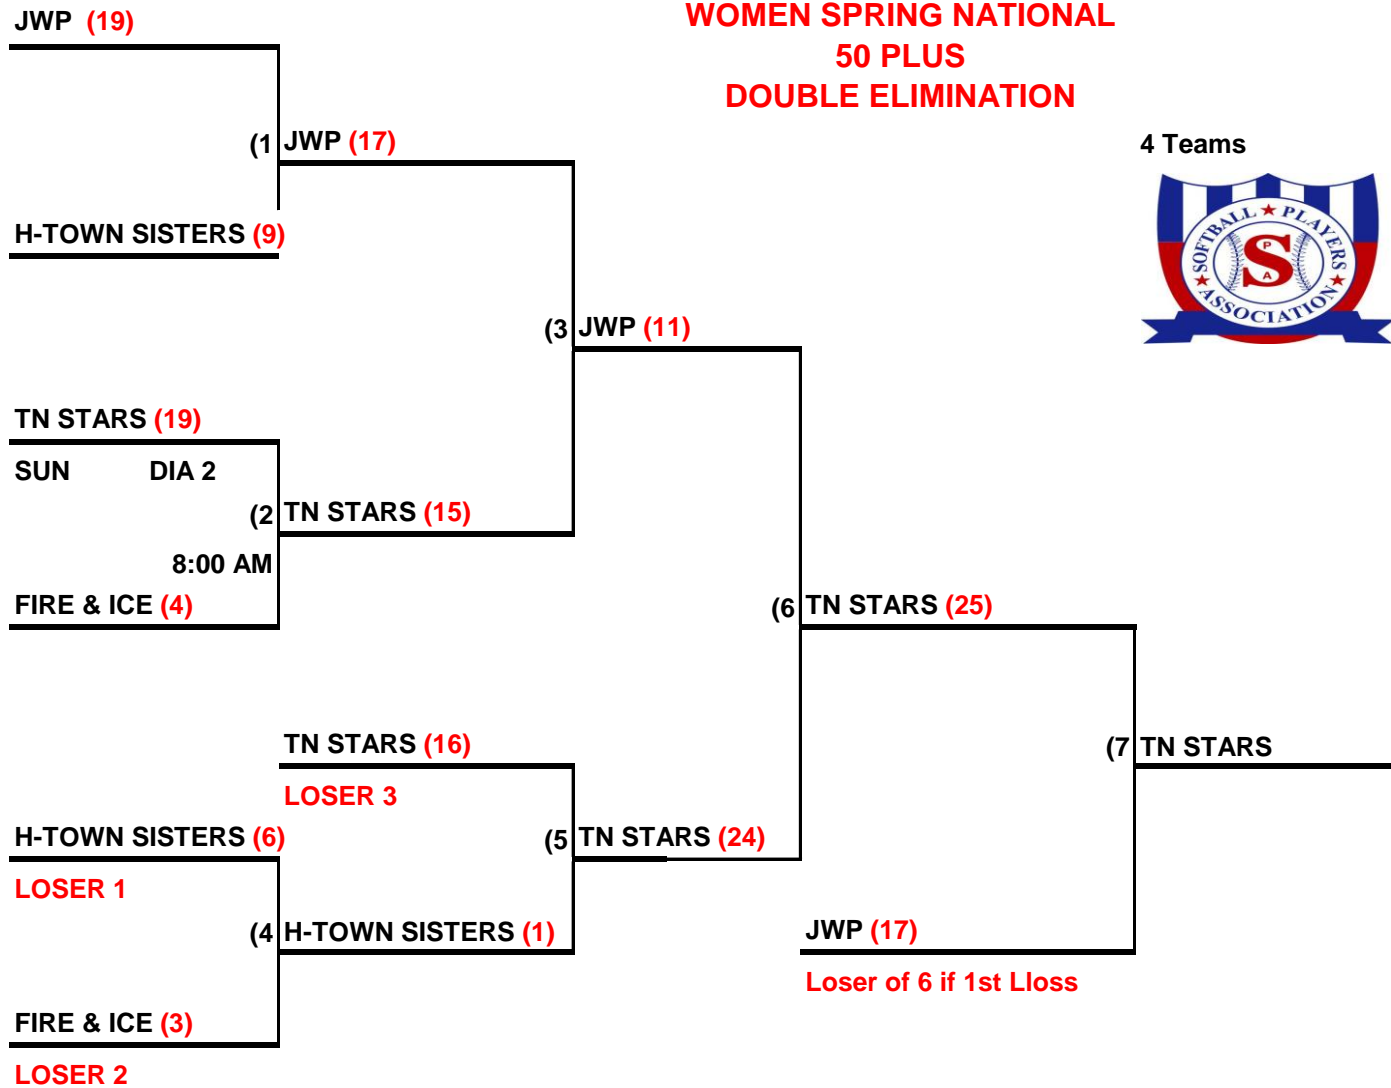 JWP (19)
WOMEN SPRING NATIONAL
50 PLUS
DOUBLE ELIMINATION
(1 JWP (17)
4 Teams
SOFTBALL ★ PLAYERS
★ ASSOCIATION ★
S
P
A
H-TOWN SISTERS (9)
(3 JWP (11)
TN STARS (19)
SUN DIA 2
(2 TN STARS (15)
8:00 AM
FIRE & ICE (4)
(6 TN STARS (25)
TN STARS (16)
(7 TN STARS
LOSER 3
H-TOWN SISTERS (6)
(5 TN STARS (24)
LOSER 1
(4 H-TOWN SISTERS (1)
JWP (17)
Loser of 6 if 1st Lloss
FIRE & ICE (3)
LOSER 2